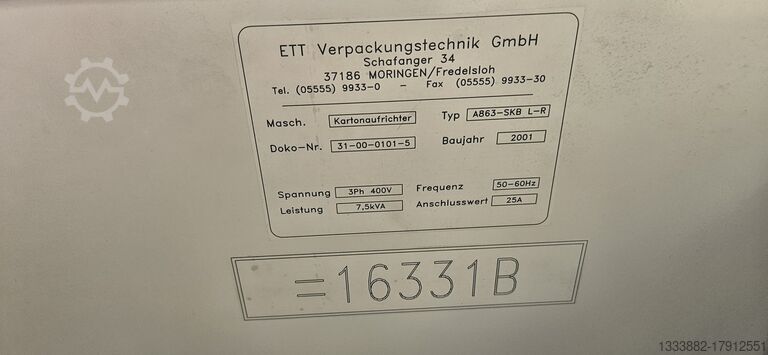 ETT Verpackungstechnik GmbH
Schafanger 34
37186 MORINGEN/Fredelsloh
Tel. (05555) 9933-0 - Fax (05555) 9933-30
Masch. Kartonaufrichter Typ A863-SKB L-R
Doko-Nr. 31-00-0101-5 Baujahr 2001
Spannung 3Ph 400V Frequenz 50-60Hz
Leistung 7,5kVA Anschlusswert 25A
=16331B
1333882-17912551